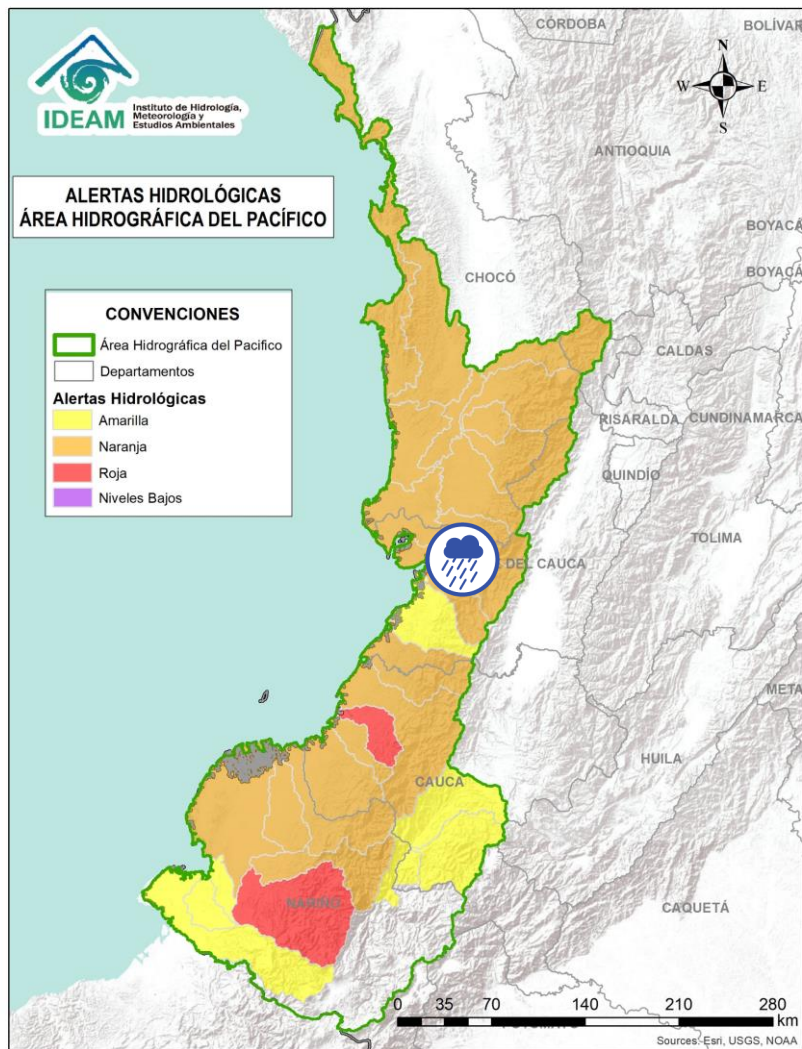 IDEAM
Instituto de Hidrología,
Meteorología y
Estudios Ambientales
ALERTAS HIDROLÓGICAS
ÁREA HIDROGRÁFICA DEL PACÍFICO
CONVENCIONES
Área Hidrográfica del Pacifico
Departamentos
Alertas Hidrológicas
Amarilla
Naranja
Roja
Niveles Bajos
N
W
E
S
CÓRDOBA
BOLÍVAR
ANTIOQUIA
BOYACÁ
BOYACÁ
CHOCÓ
CALDAS
RISARALDA
CUNDINAMARCA
QUINDÍO
TOLIMA
DEL CAUCA
META
HUILA
CAUCA
NARIÑO
CAQUETÁ
0 35 70 140 210 280
km
Sources: Esri, USGS, NOAA